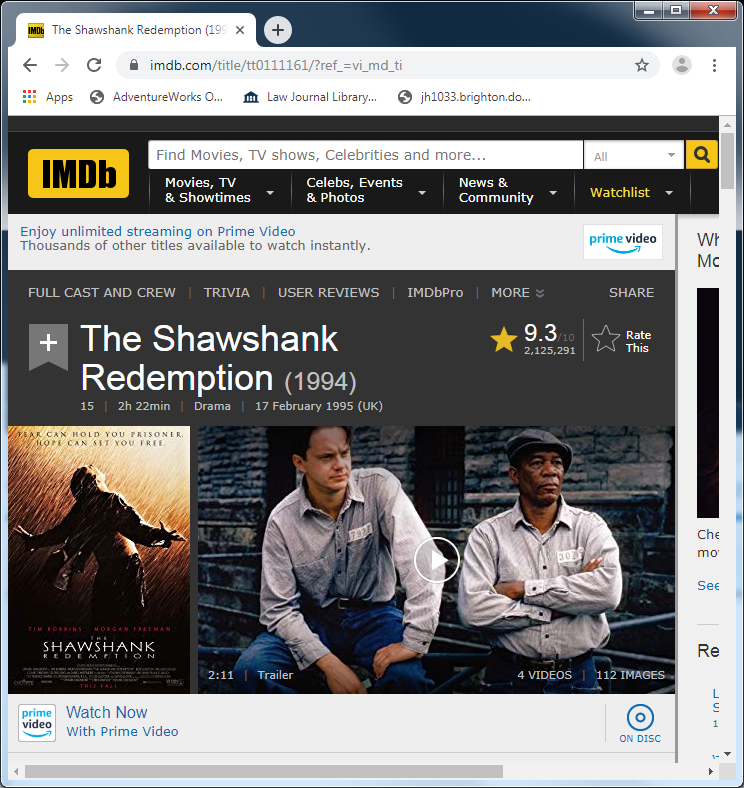 IMDb The Shawshank Redemption (199
imdb.com/title/tt0111161/?ref_=vi_md_ti
Apps AdventureWorks O... Law Journal Library... jh1033.brighton.do...
IMDb
Find Movies, TV shows, Celebrities and more...
All
Movies, TV
& Showtimes
Celebs, Events
& Photos
News &
Community
Watchlist
Enjoy unlimited streaming on Prime Video
Thousands of other titles available to watch instantly.
prime video
Wh
Mo
FULL CAST AND CREW | TRIVIA | USER REVIEWS | IMDbPro | MORE
SHARE
The Shawshank
Redemption (1994)
9.3/10
2,125,291
Rate
This
15 | 2h 22min | Drama | 17 February 1995 (UK)
FEAR CAN HOLD YOU PRISONER.
HOPE CAN SET YOU FREE.
TIM ROBBINS MORGAN FREEMAN
THE
SHAWSHANK
REDEMPTION
THIS FALL
2:11 | Trailer
4 VIDEOS | 112 IMAGES
Che
mov
See
Re
L
S
1
prime
video
Watch Now
With Prime Video
ON DISC